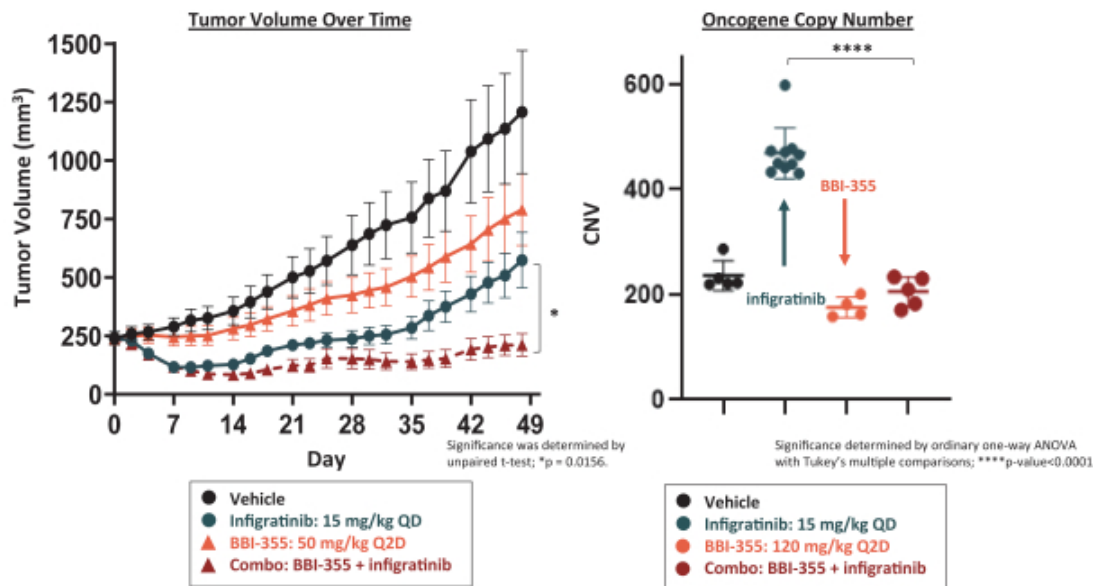 Tumor Volume Over Time
Tumor Volume (mm³)
1500
1250
1000
750
500
250
0
0 7 14 21 28 35 42 49
Day
*
Significance was determined by
unpaired t-test; *p = 0.0156.
Vehicle
Infigratinib: 15 mg/kg QD
BBI-355: 50 mg/kg Q2D
Combo: BBI-355 + infigratinib
Oncogene Copy Number
CNV
600
400
200
0
****
BBI-355
infigratinib
Significance determined by ordinary one-way ANOVA
with Tukey's multiple comparisons; ****p-value<0.0001
Vehicle
Infigratinib: 15 mg/kg QD
BBI-355: 120 mg/kg Q2D
Combo: BBI-355 + infigratinib